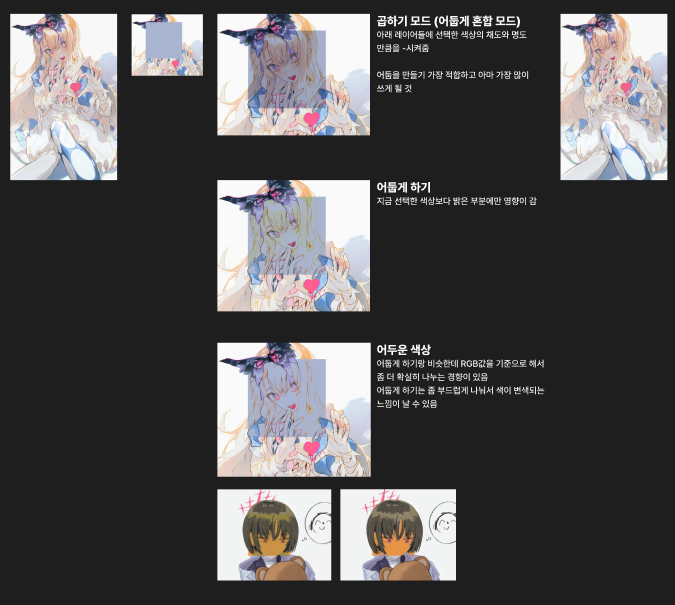 곱하기 모드 (어둡게 혼합 모드)
아래 레이어들에 선택한 색상의 채도와 명도
만큼을 -시켜줌
어둠을 만들기 가장 적합하고 아마 가장 많이
쓰게 될 것
어둡게 하기
지금 선택한 색상보다 밝은 부분에만 영향이 감
어두운 색상
어둡게 하기랑 비슷한데 RGB값을 기준으로 해서
좀 더 확실히 나누는 경향이 있음
어둡게 하기는 좀 부드럽게 나눠서 색이 변색되는
느낌이 날 수 있음